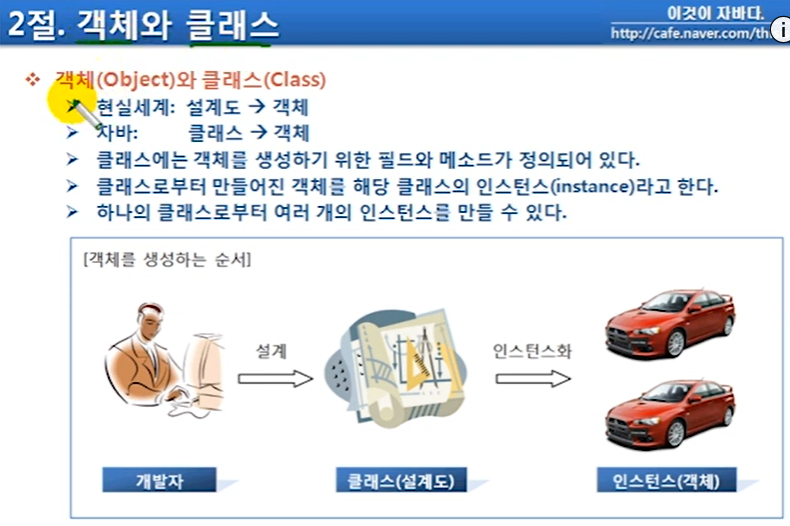 2절. 객체와 클래스
이것이 자바다.
http://cafe.naver.com/th
객체(Object)와 클래스(Class)
현실세계: 설계도 → 객체
자바: 클래스 → 객체
클래스에는 객체를 생성하기 위한 필드와 메소드가 정의되어 있다.
클래스로부터 만들어진 객체를 해당 클래스의 인스턴스(instance)라고 한다.
하나의 클래스로부터 여러 개의 인스턴스를 만들 수 있다.
[객체를 생성하는 순서]
설계
인스턴스화
개발자
클래스(설계도)
인스턴스(객체)